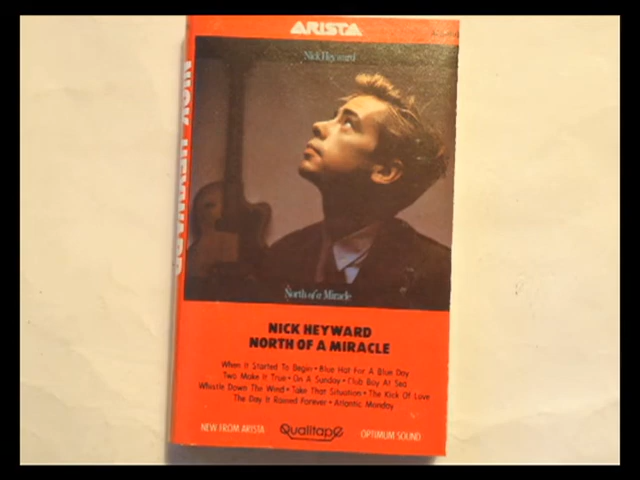 ARISTA
Nick Heyward
NICK HEYWARD
North of a Miracle
NICK HEYWARD
NORTH OF A MIRACLE
When It Started To Begin • Blue Hat For A Blue Day
Two Make It True • On A Sunday • Club Boy At Sea
Whistle Down The Wind • Take That Situation • The Kick Of Love
The Day It Rained Forever • Atlantic Monday
NEW FROM ARISTA
Qualitape
OPTIMUM SOUND